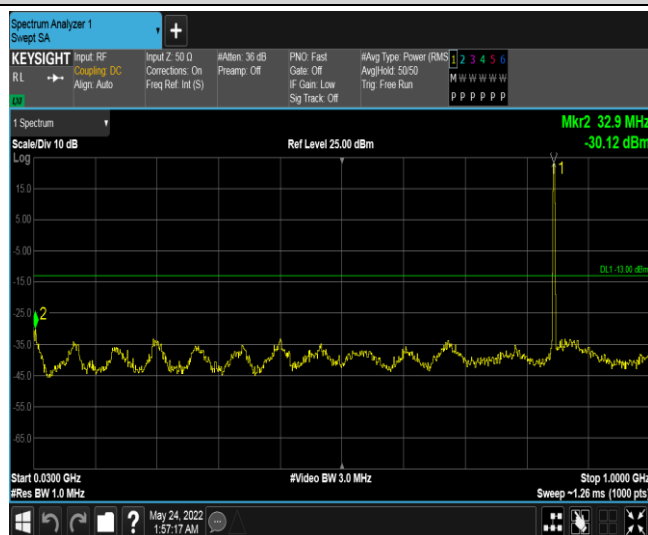 Spectrum Analyzer 1
Swept SA
+
KEYSIGHT
RL
Input: RF
Coupling: DC
Align: Auto
Input Z: 50 Ω
Corrections: On
Freq Ref: Int (S)
#Atten: 36 dB
Preamp: Off
PNO: Fast
Gate: Off
IF Gain: Low
Sig Track: Off
#Avg Type: Power (RMS
Avg|Hold: 50/50
Trig: Free Run
1 2 3 4 5 6
M W W W W W
P P P P P P
1 Spectrum
Scale/Div 10 dB
Ref Level 25.00 dBm
Mkr2 32.9 MHz
-30.12 dBm
Log
1
15.0
5.00
-5.00
DL1 -13.00 dBm
-15.0
-25.0
2
-35.0
-45.0
-55.0
-65.0
Start 0.0300 GHz
#Video BW 3.0 MHz
Stop 1.0000 GHz
#Res BW 1.0 MHz
Sweep ~1.26 ms (1000 pts)
?
May 24, 2022
1:57:17 AM